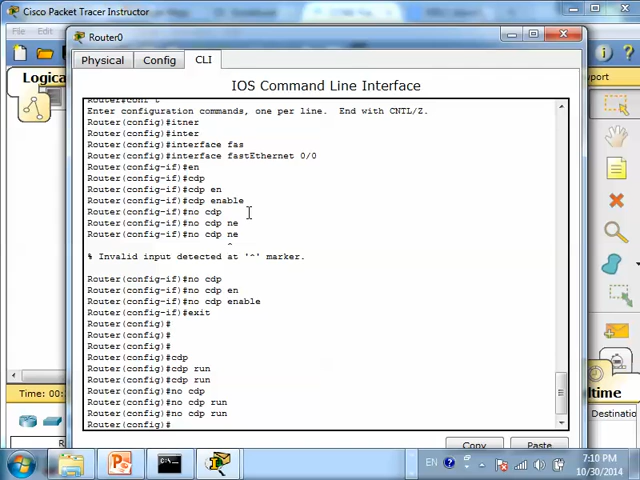 Cisco Packet Tracer Instructor
File
Logical
Router0
Physical
Config
CLI
IOS Command Line Interface
Router#conf t
Enter configuration commands, one per line. End with CNTL/Z.
Router(config)#itner
Router(config)#inter
Router(config)#interface fas
Router(config)#interface fastEthernet 0/0
Router(config-if)#en
Router(config-if)#cdp
Router(config-if)#cdp en
Router(config-if)#cdp enable
Router(config-if)#no cdp
Router(config-if)#no cdp ne
Router(config-if)#no cdp ne
^
% Invalid input detected at '^' marker.
Router(config-if)#no cdp
Router(config-if)#no cdp en
Router(config-if)#no cdp enable
Router(config-if)#exit
Router(config)#
Router(config)#
Router(config)#
Router(config)#cdp
Router(config)#cdp run
Router(config)#cdp run
Router(config)#no cdp
Router(config)#no cdp run
Router(config)#no cdp run
Router(config)#
Copy
Paste
Time: 00:
ltime
Destinatio
EN
7:10 PM
10/30/2014